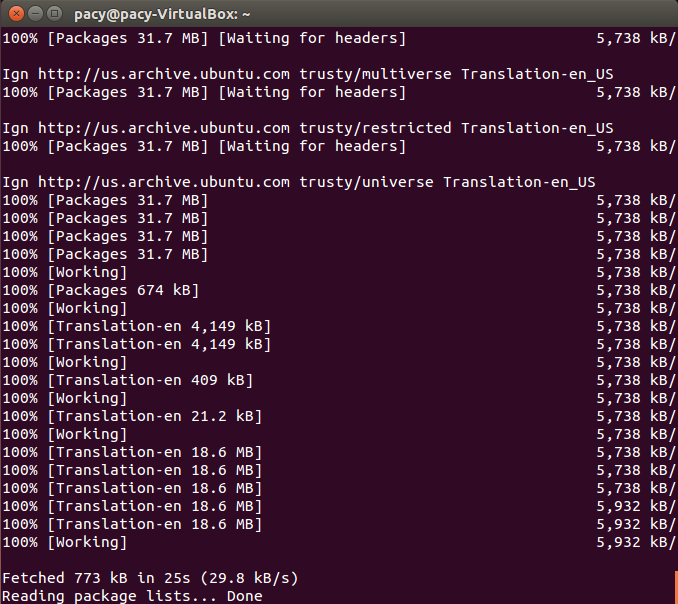 pacy@pacy-VirtualBox: ~
100% [Packages 31.7 MB] [Waiting for headers] 5,738 kB/
Ign http://us.archive.ubuntu.com trusty/multiverse Translation-en_US
100% [Packages 31.7 MB] [Waiting for headers] 5,738 kB/
Ign http://us.archive.ubuntu.com trusty/restricted Translation-en_US
100% [Packages 31.7 MB] [Waiting for headers] 5,738 kB/
Ign http://us.archive.ubuntu.com trusty/universe Translation-en_US
100% [Packages 31.7 MB] 5,738 kB/
100% [Packages 31.7 MB] 5,738 kB/
100% [Packages 31.7 MB] 5,738 kB/
100% [Packages 31.7 MB] 5,738 kB/
100% [Working] 5,738 kB/
100% [Packages 674 kB] 5,738 kB/
100% [Working] 5,738 kB/
100% [Translation-en 4,149 kB] 5,738 kB/
100% [Translation-en 4,149 kB] 5,738 kB/
100% [Working] 5,738 kB/
100% [Translation-en 409 kB] 5,738 kB/
100% [Working] 5,738 kB/
100% [Translation-en 21.2 kB] 5,738 kB/
100% [Working] 5,738 kB/
100% [Translation-en 18.6 MB] 5,738 kB/
100% [Translation-en 18.6 MB] 5,738 kB/
100% [Translation-en 18.6 MB] 5,738 kB/
100% [Translation-en 18.6 MB] 5,932 kB/
100% [Translation-en 18.6 MB] 5,932 kB/
100% [Working] 5,932 kB/
Fetched 773 kB in 25s (29.8 kB/s)
Reading package lists... Done